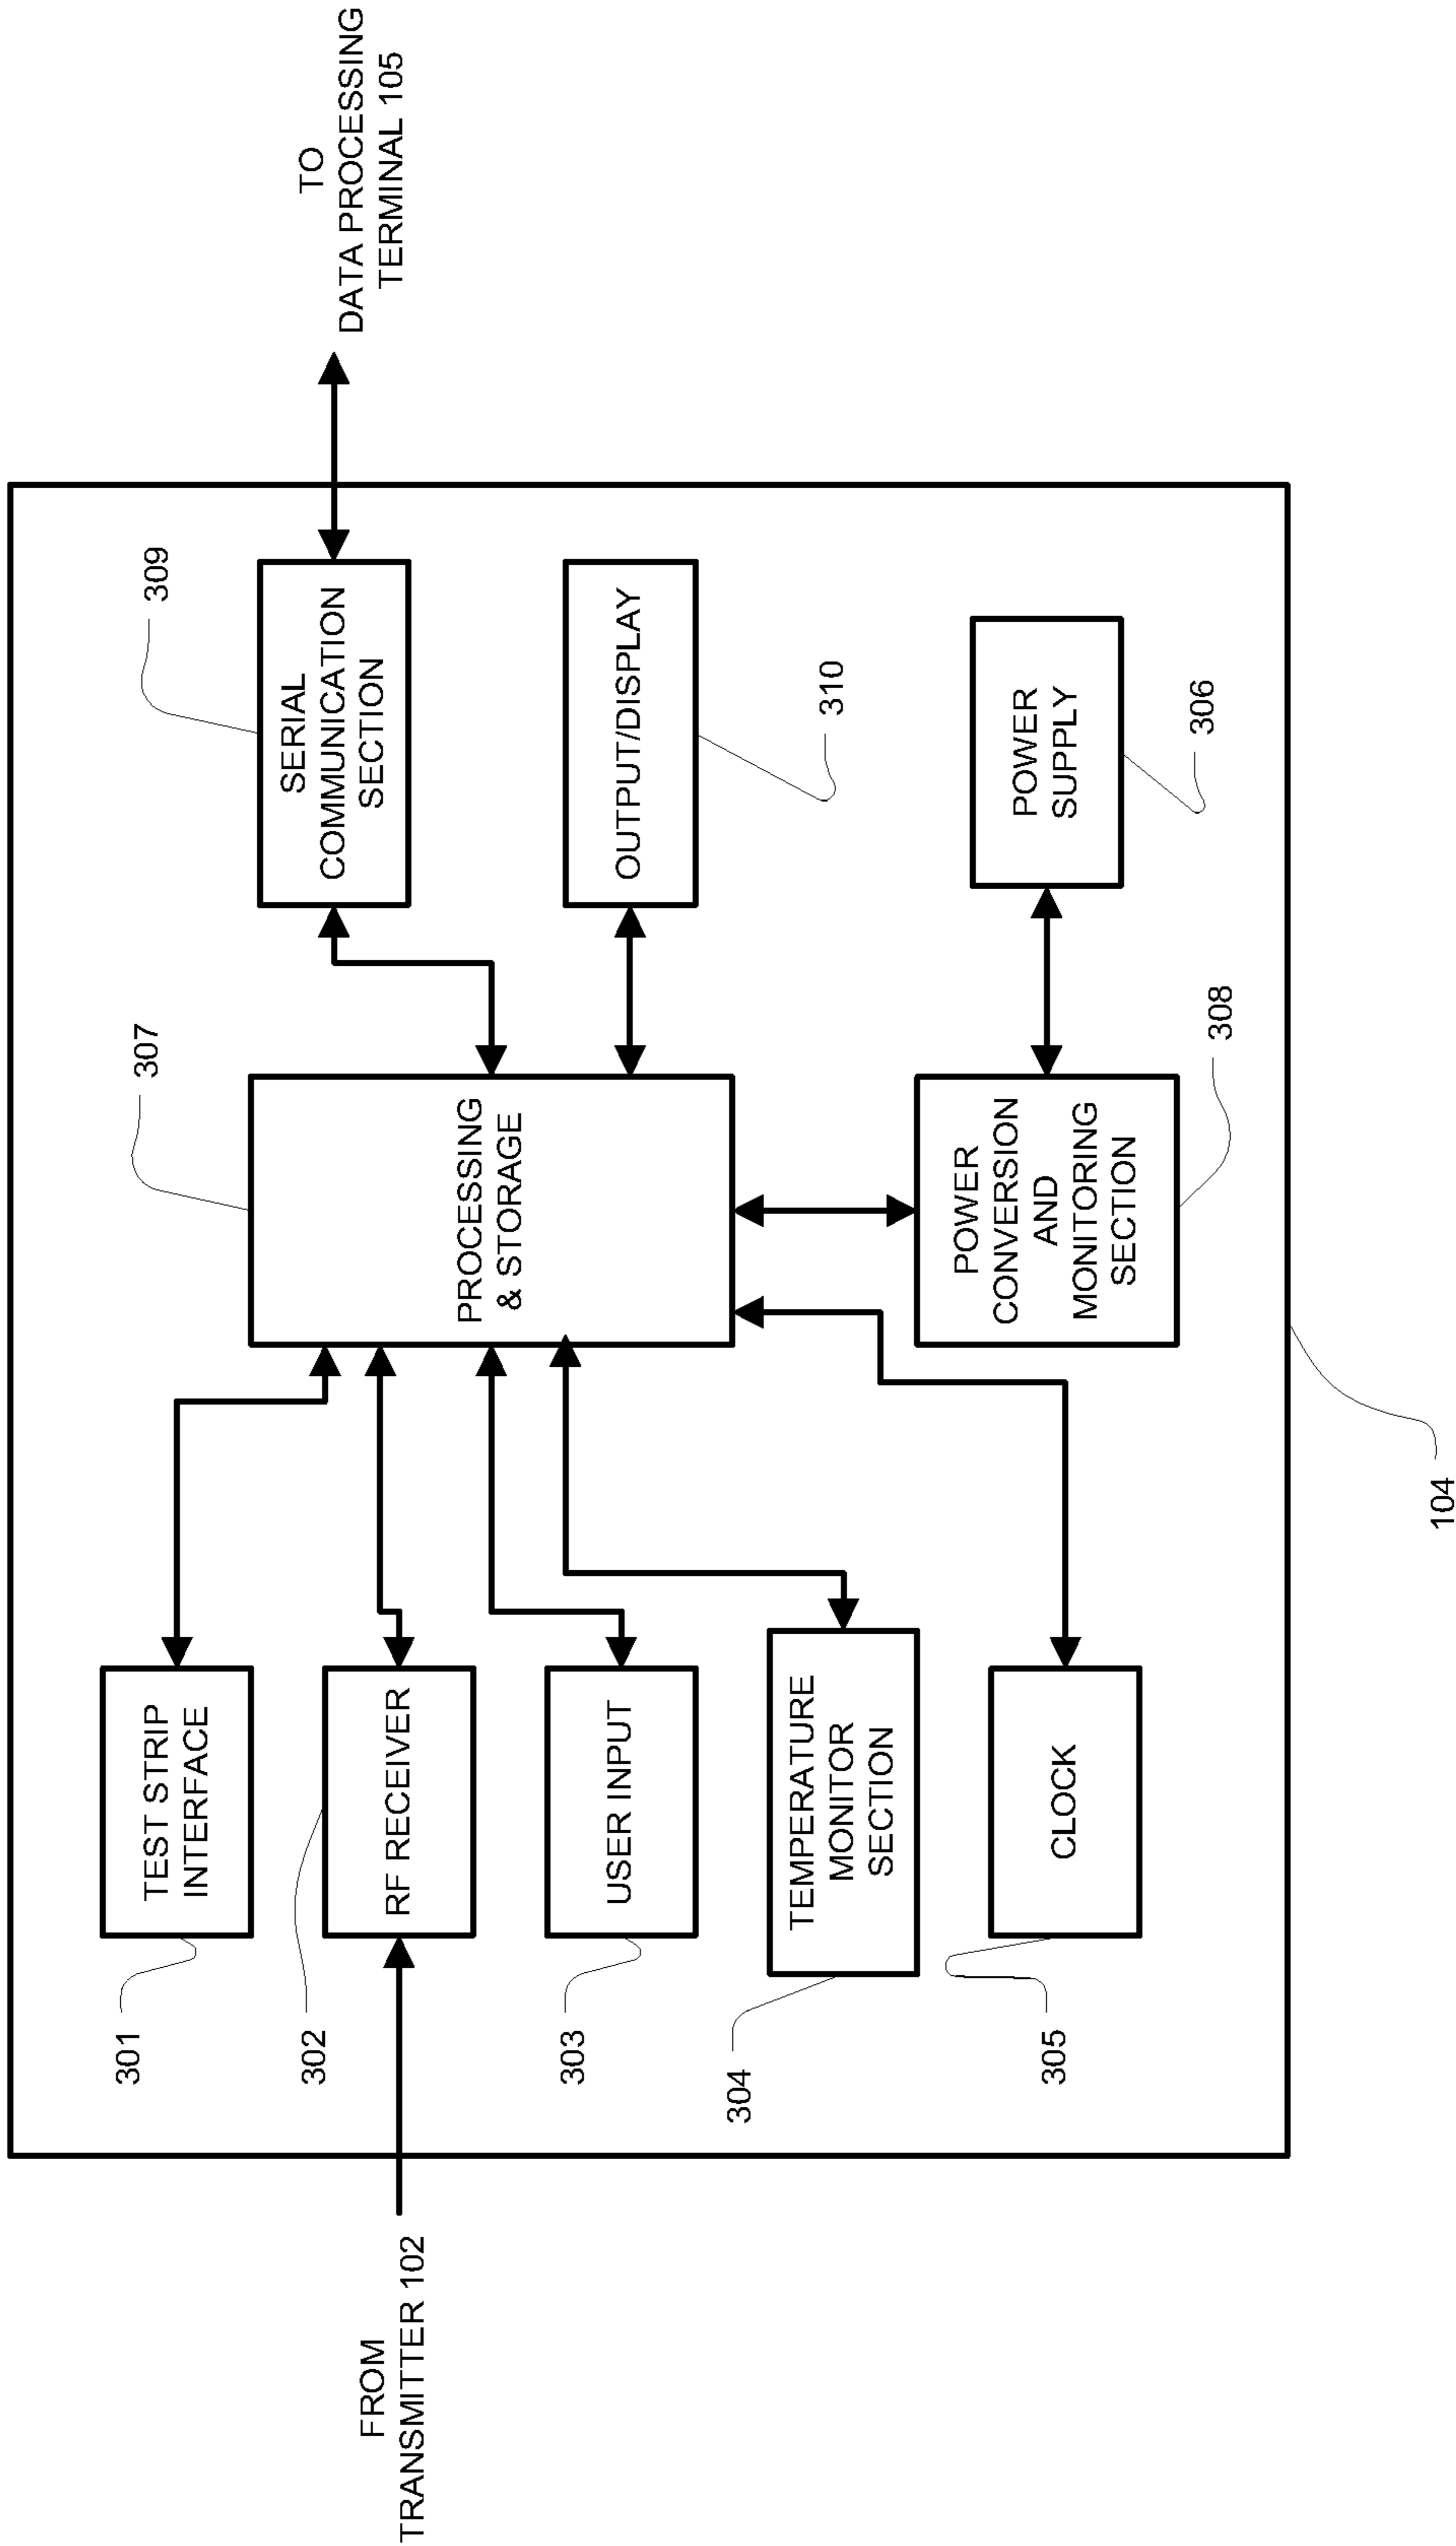 309
SERIAL
COMMUNICATION
SECTION
TO
DATA PROCESSING
TERMINAL 105
307
PROCESSING
& STORAGE
OUTPUT/DISPLAY
310
301
TEST STRIP
INTERFACE
FROM
TRANSMITTER 102
302
RF RECEIVER
303
USER INPUT
304
TEMPERATURE
MONITOR
SECTION
305
CLOCK
POWER
CONVERSION
AND
MONITORING
SECTION
308
POWER
SUPPLY
306
104